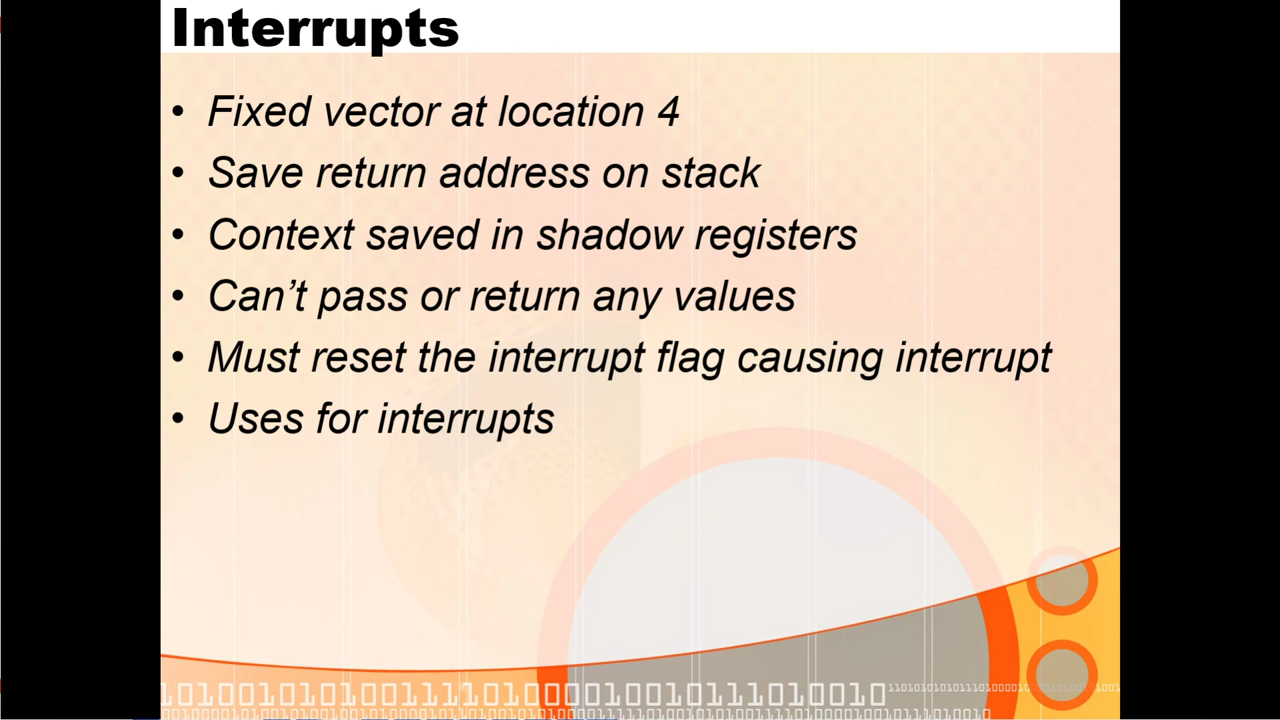 Interrupts
• Fixed vector at location 4
• Save return address on stack
• Context saved in shadow registers
• Can’t pass or return any values
• Must reset the interrupt flag causing interrupt
• Uses for interrupts